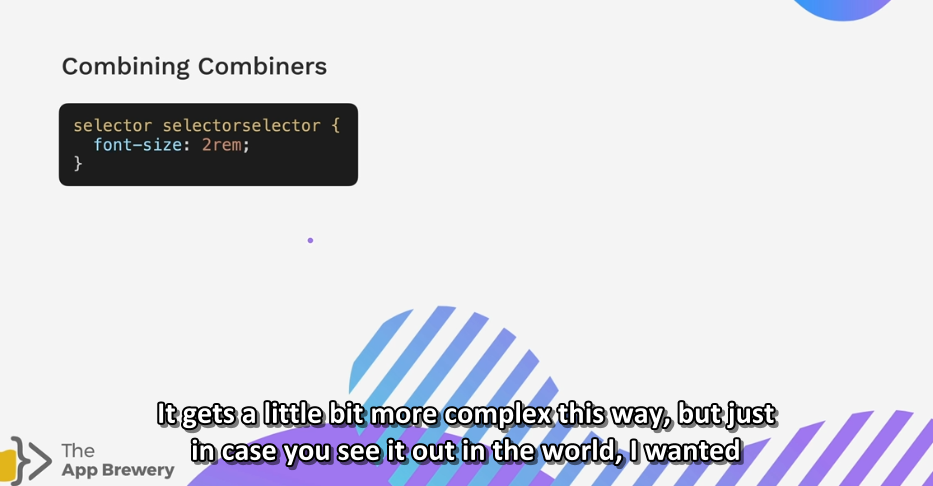 Combining Combiners
selector selectorselector {
font-size: 2rem;
}
It gets a little bit more complex this way, but just
in case you see it out in the world, I wanted
The
App Brewery